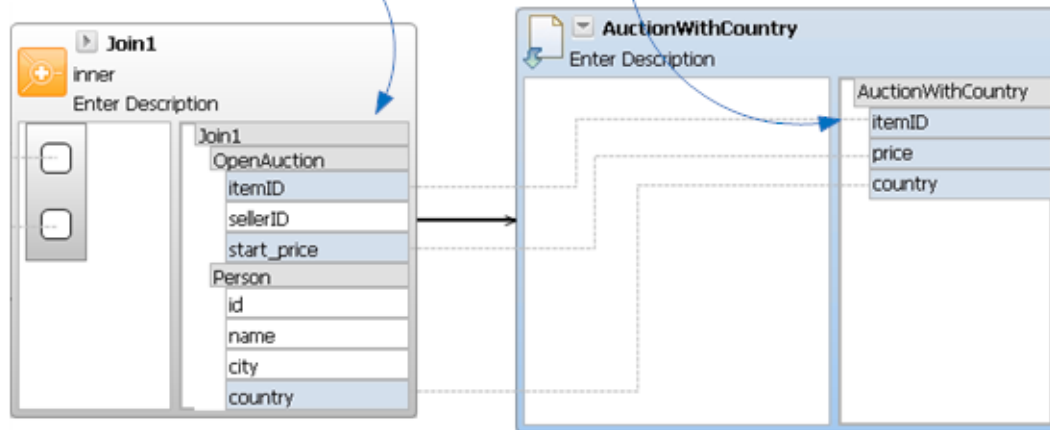 Join1
inner
Enter Description
Join1
OpenAuction
itemID
sellerID
start_price
Person
id
name
city
country
AuctionWithCountry
Enter Description
AuctionWithCountry
itemID
price
country